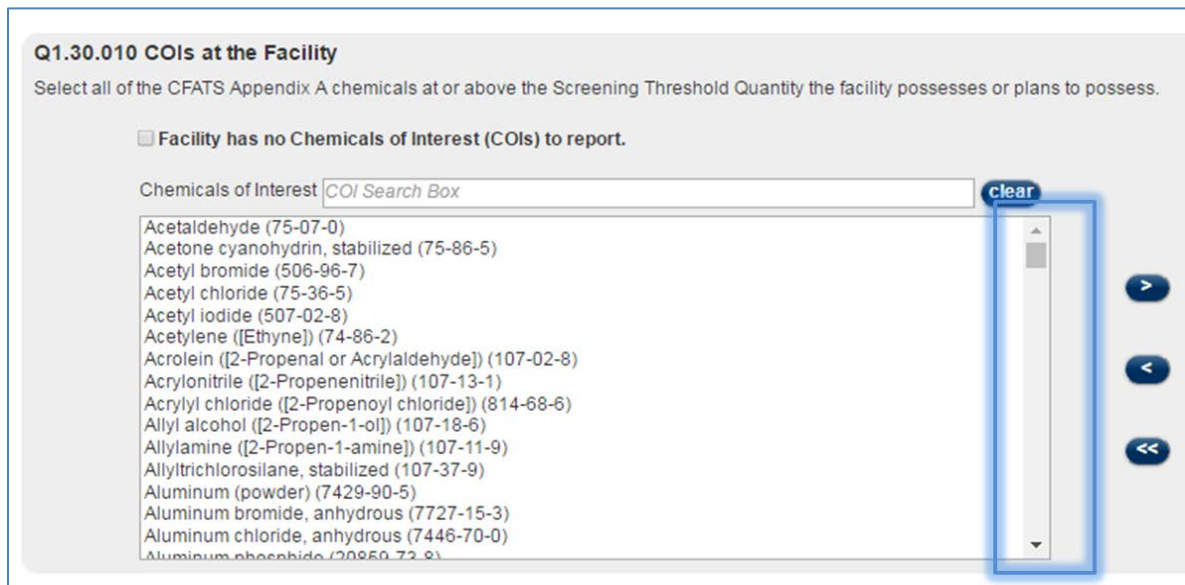 Q1.30.010 COIs at the Facility
Select all of the CFATS Appendix A chemicals at or above the Screening Threshold Quantity the facility possesses or plans to possess.
Facility has no Chemicals of Interest (COIs) to report.
Chemicals of Interest COI Search Box clear
Acetaldehyde (75-07-0)
Acetone cyanohydrin, stabilized (75-86-5)
Acetyl bromide (506-96-7)
Acetyl chloride (75-36-5)
>
Acetyl iodide (507-02-8)
Acetylene ([Ethyne]) (74-86-2)
Acrolein ([2-Propenal or Acrylaldehyde]) (107-02-8)
<
Acrylonitrile ([2-Propenenitrile]) (107-13-1)
Acrylyl chloride ([2-Propenoyl chloride]) (814-68-6)
Allyl alcohol ([2-Propen-1-ol]) (107-18-6)
Allylamine ([2-Propen-1-amine]) (107-11-9)
<<
Allyltrichlorosilane, stabilized (107-37-9)
Aluminum (powder) (7429-90-5)
Aluminum bromide, anhydrous (7727-15-3)
Aluminum chloride, anhydrous (7446-70-0)
Aluminum phosphide (20859-73-8)